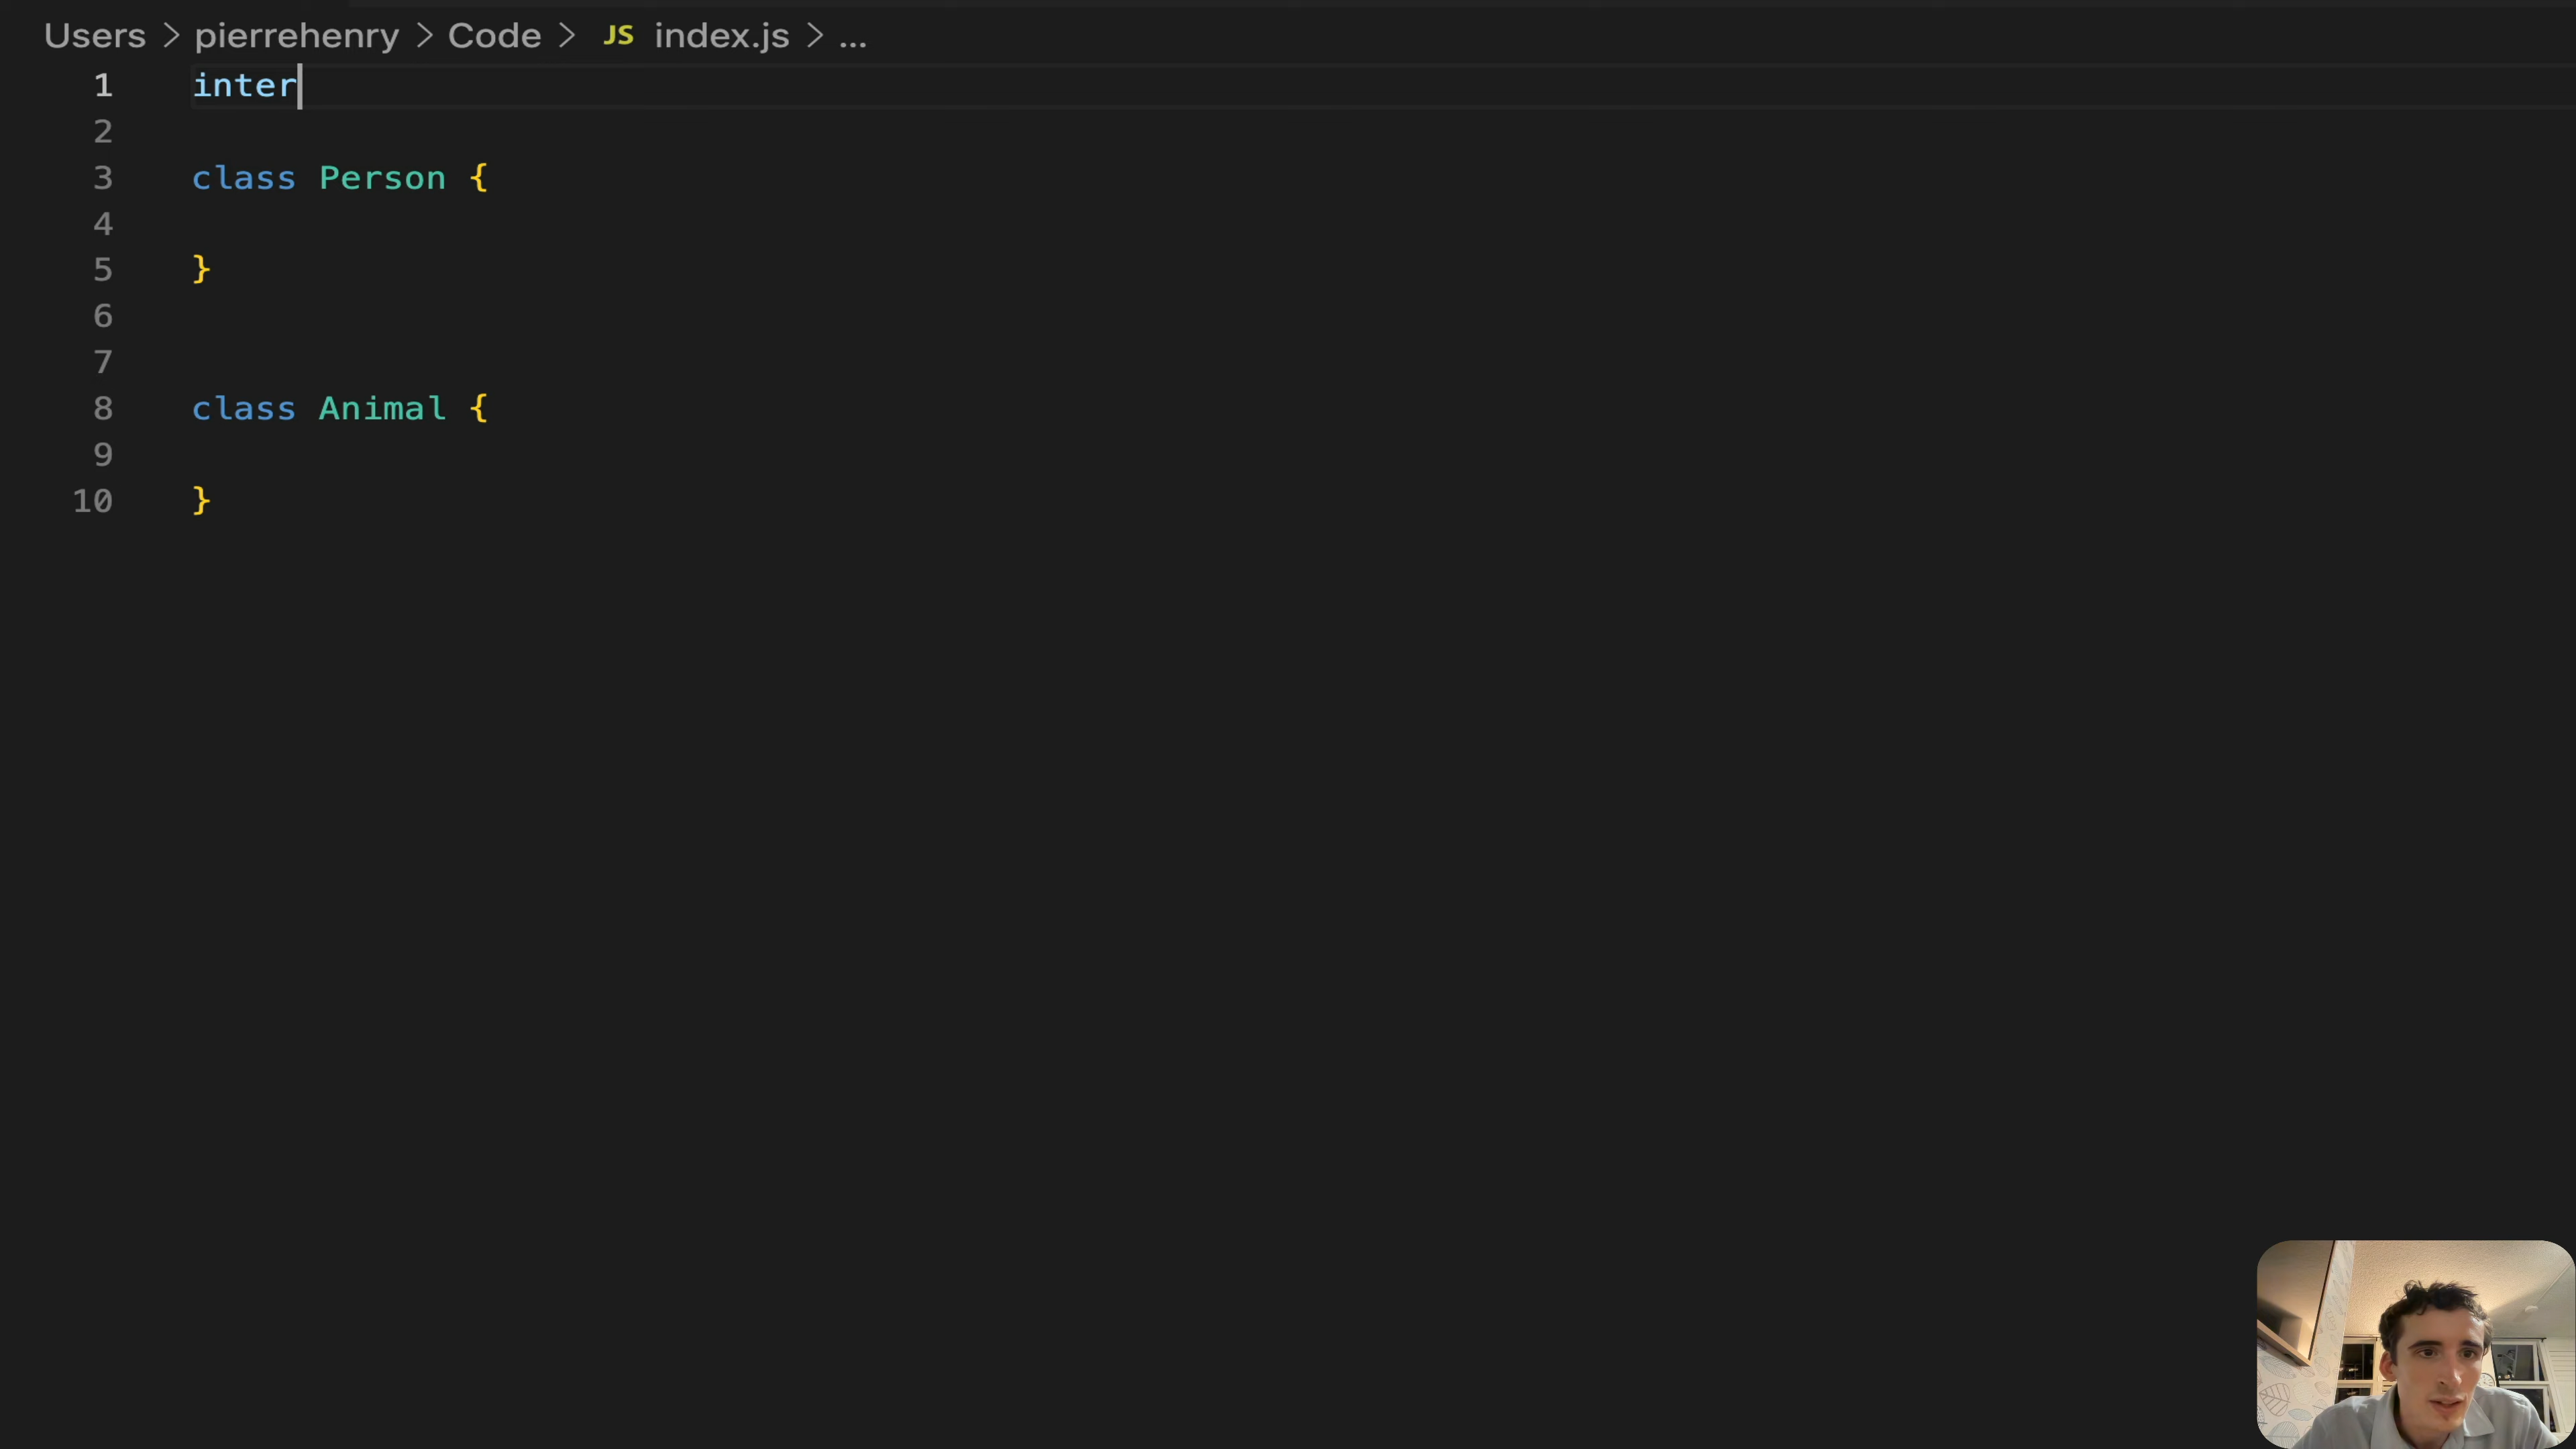 Users > pierrehenry > Code > JS index.js > ...
1 inter
2
3 class Person {
4
5 }
6
7
8 class Animal {
9
10 }